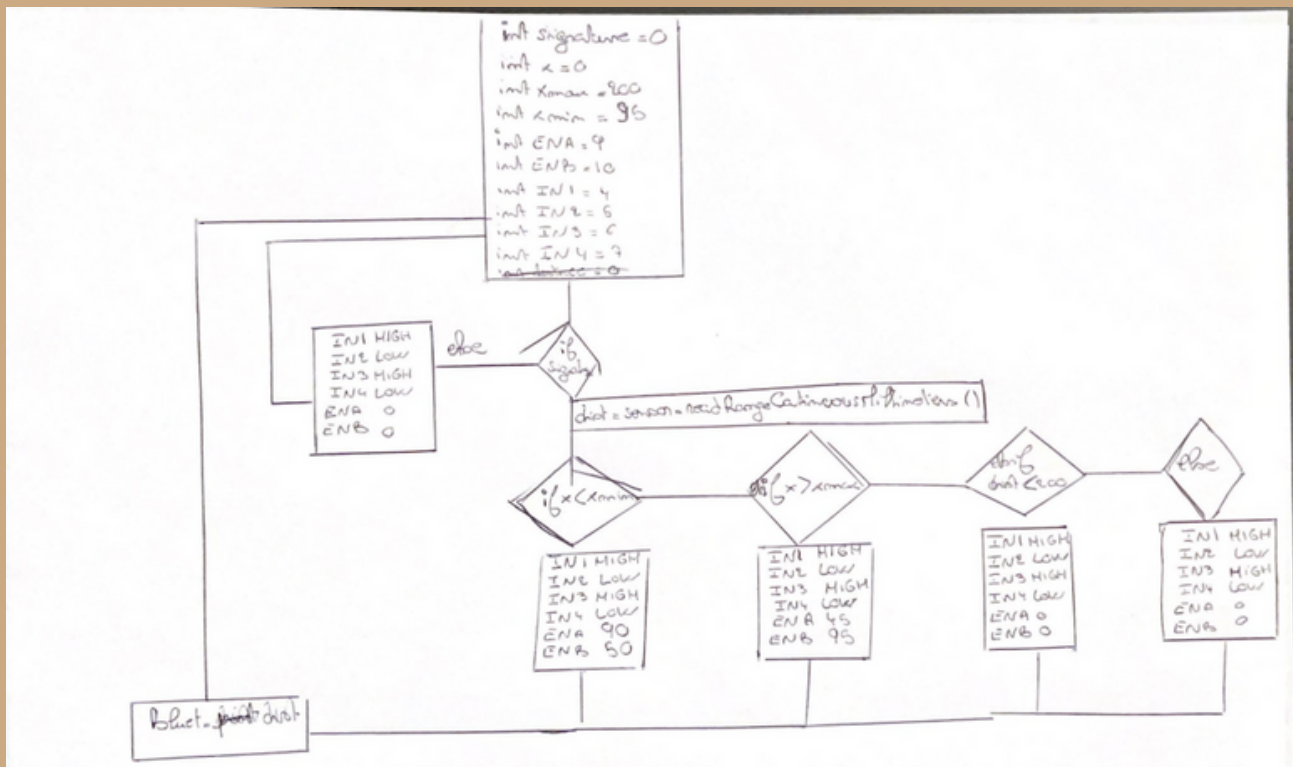 int signature = 0
int x = 0
int xmax = 200
int xmin = 95
int ENA = 9
int ENB = 10
int IN1 = 4
int IN2 = 5
int IN3 = 6
int IN4 = 7
IN1 HIGH
IN2 LOW
IN3 HIGH
IN4 LOW
ENA 0
ENB 0
else
if
dist = sensor
if x < xmin
x > xmax
dist < 200
else
IN1 HIGH
IN2 LOW
IN3 HIGH
IN4 LOW
ENA 90
ENB 50
IN1 HIGH
IN2 LOW
IN3 HIGH
IN4 LOW
ENA 45
ENB 95
IN1 HIGH
IN2 LOW
IN3 HIGH
IN4 LOW
ENA 0
ENB 0
IN1 HIGH
IN2 LOW
IN3 HIGH
IN4 LOW
ENA 0
ENB 0
dist